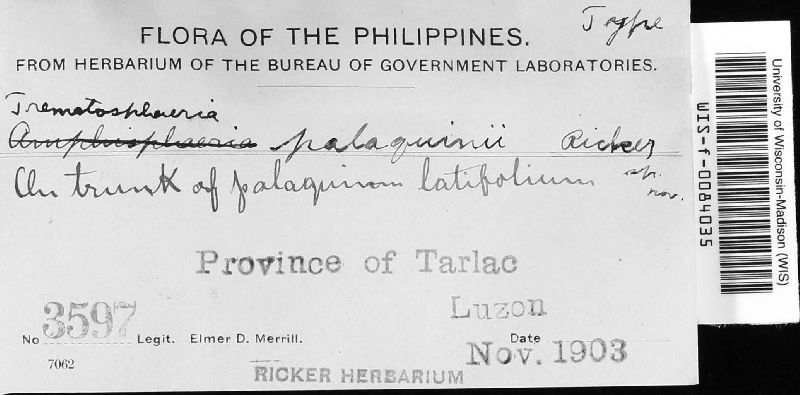 Type
FLORA OF THE PHILIPPINES.
FROM HERBARIUM OF THE BUREAU OF GOVERNMENT LABORATORIES.
Trematosphaeria
Amphisphaeria palaquinii Ricker
On trunk of palaquium latifolium sp. nov.
Province of Tarlac
Luzon
No 3597 Legit. Elmer D. Merrill. Date Nov. 1903
7062
RICKER HERBARIUM
WIS-f-0084035
University of Wisconsin-Madison (WIS)